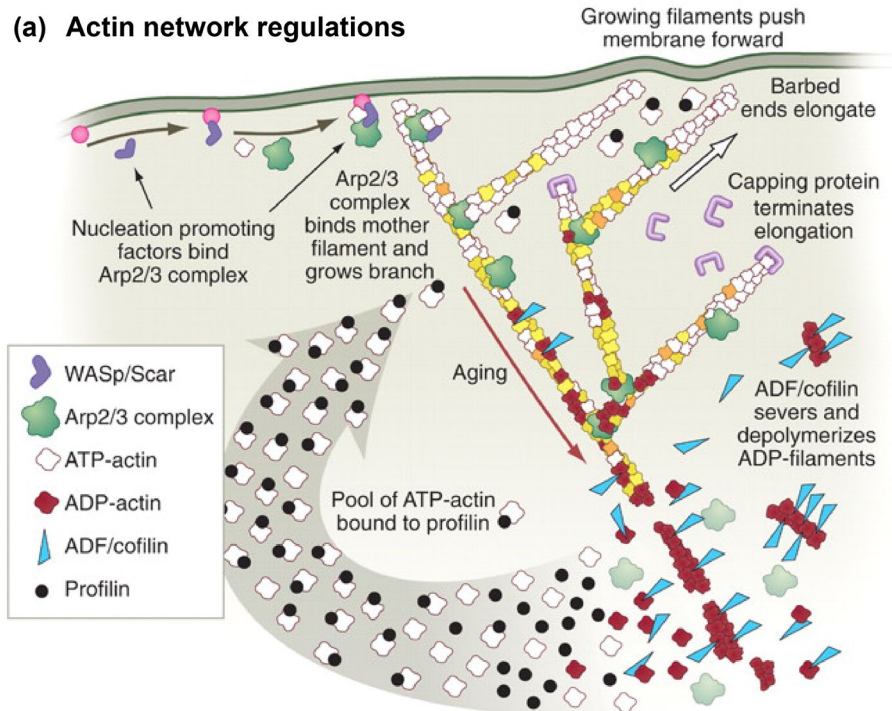 (a) Actin network regulations
Growing filaments push
membrane forward
Barbed
ends elongate
Capping protein
terminates
elongation
Arp2/3
complex
binds mother
filament and
grows branch
Nucleation promoting
factors bind
Arp2/3 complex
Aging
ADF/cofilin
severs and
depolymerizes
ADP-filaments
Pool of ATP-actin
bound to profilin
WASp/Scar
Arp2/3 complex
ATP-actin
ADP-actin
ADF/cofilin
Profilin